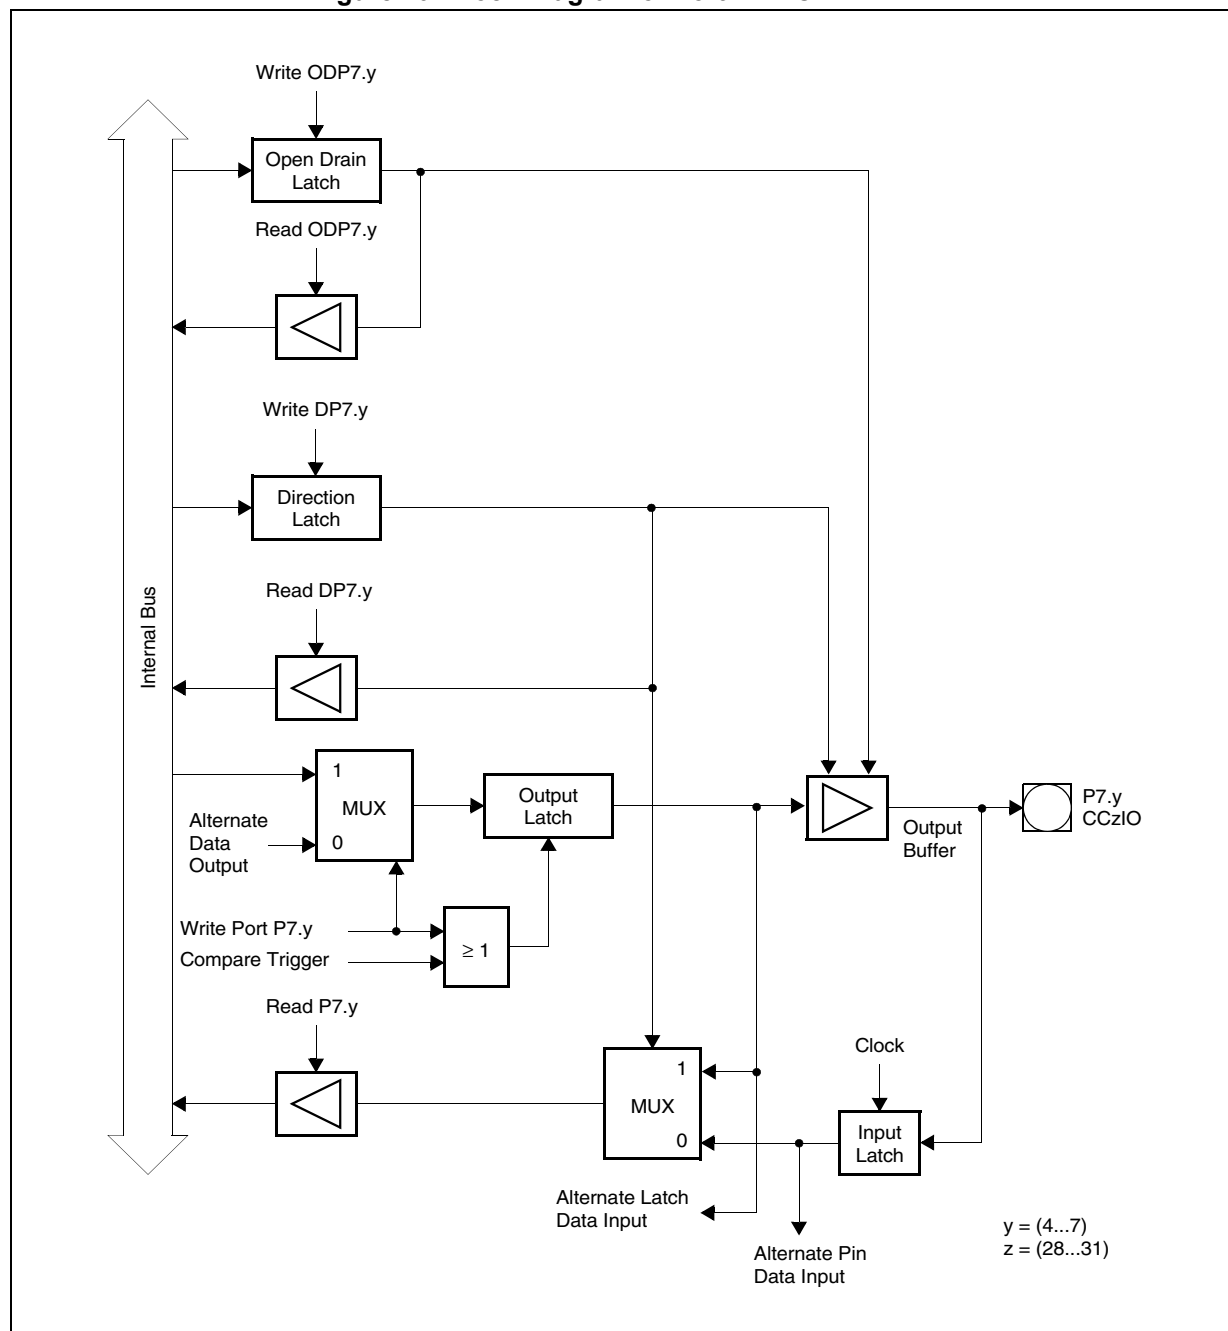 Write ODP7.y
Open Drain
Latch
Read ODP7.y
Write DP7.y
Direction
Latch
Read DP7.y
Internal Bus
1
MUX
0
Alternate
Data
Output
Output
Latch
Output
Buffer
P7.y
CCzIO
Write Port P7.y
Compare Trigger
≥ 1
Read P7.y
1
MUX
0
Clock
Input
Latch
Alternate Latch
Data Input
Alternate Pin
Data Input
y = (4...7)
z = (28...31)